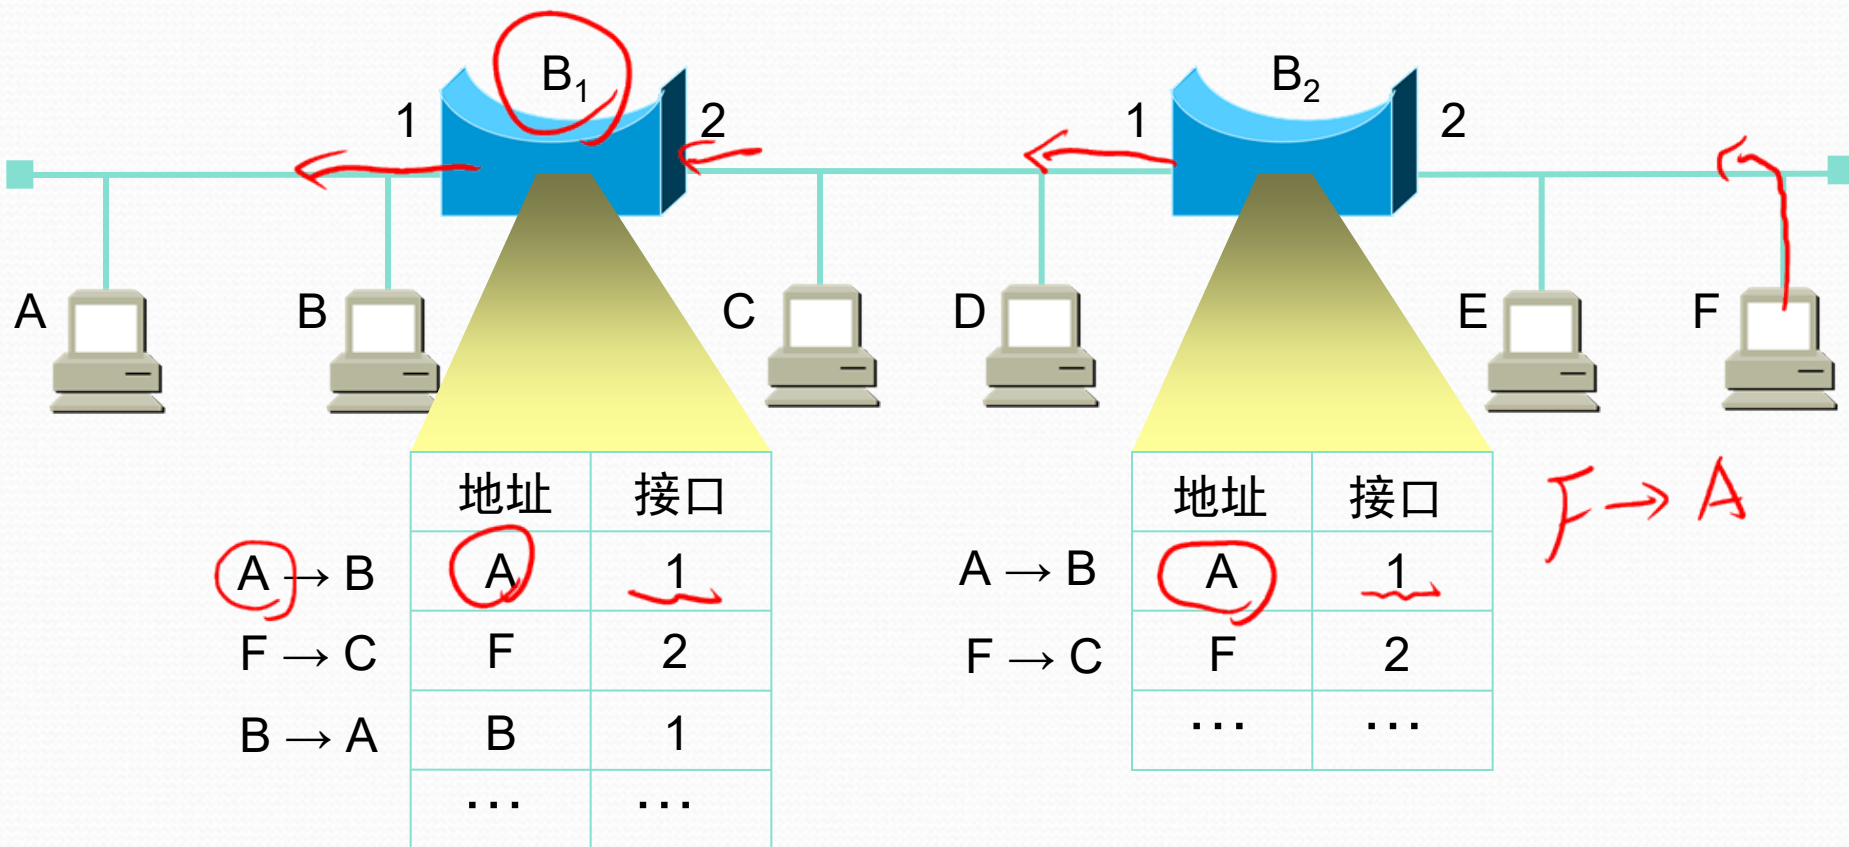 B₁ B₂
1 2 1 2
A B C D E F
地址 接口 地址 接口 F → A
A → B A 1 A → B A 1
F → C F 2 F → C F 2
B → A B 1 … …
… …